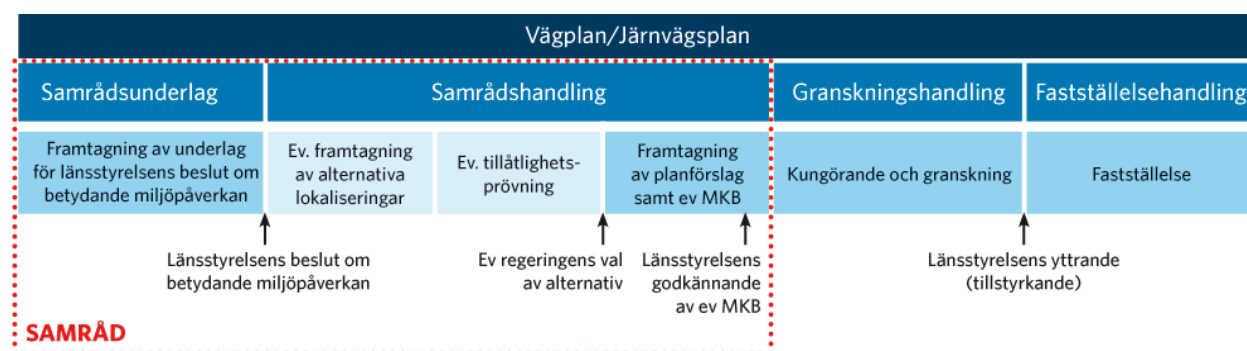 Vägplan/Järnvägsplan
Samrådsunderlag
Samrådshandling
Granskningshandling
Fastställelsehandling
Framtagning av underlag
för länsstyrelsens beslut om
betydande miljöpåverkan
Ev. framtagning
av alternativa
lokaliseringar
Ev. tillåtlighets-
prövning
Framtagning
av planförslag
samt ev MKB
Kungörande och granskning
Fastställelse
Länsstyrelsens beslut om
betydande miljöpåverkan
Ev regeringens val
av alternativ
Länsstyrelsens
godkännande
av ev MKB
Länsstyrelsens yttrande
(tillstyrkande)
SAMRÅD